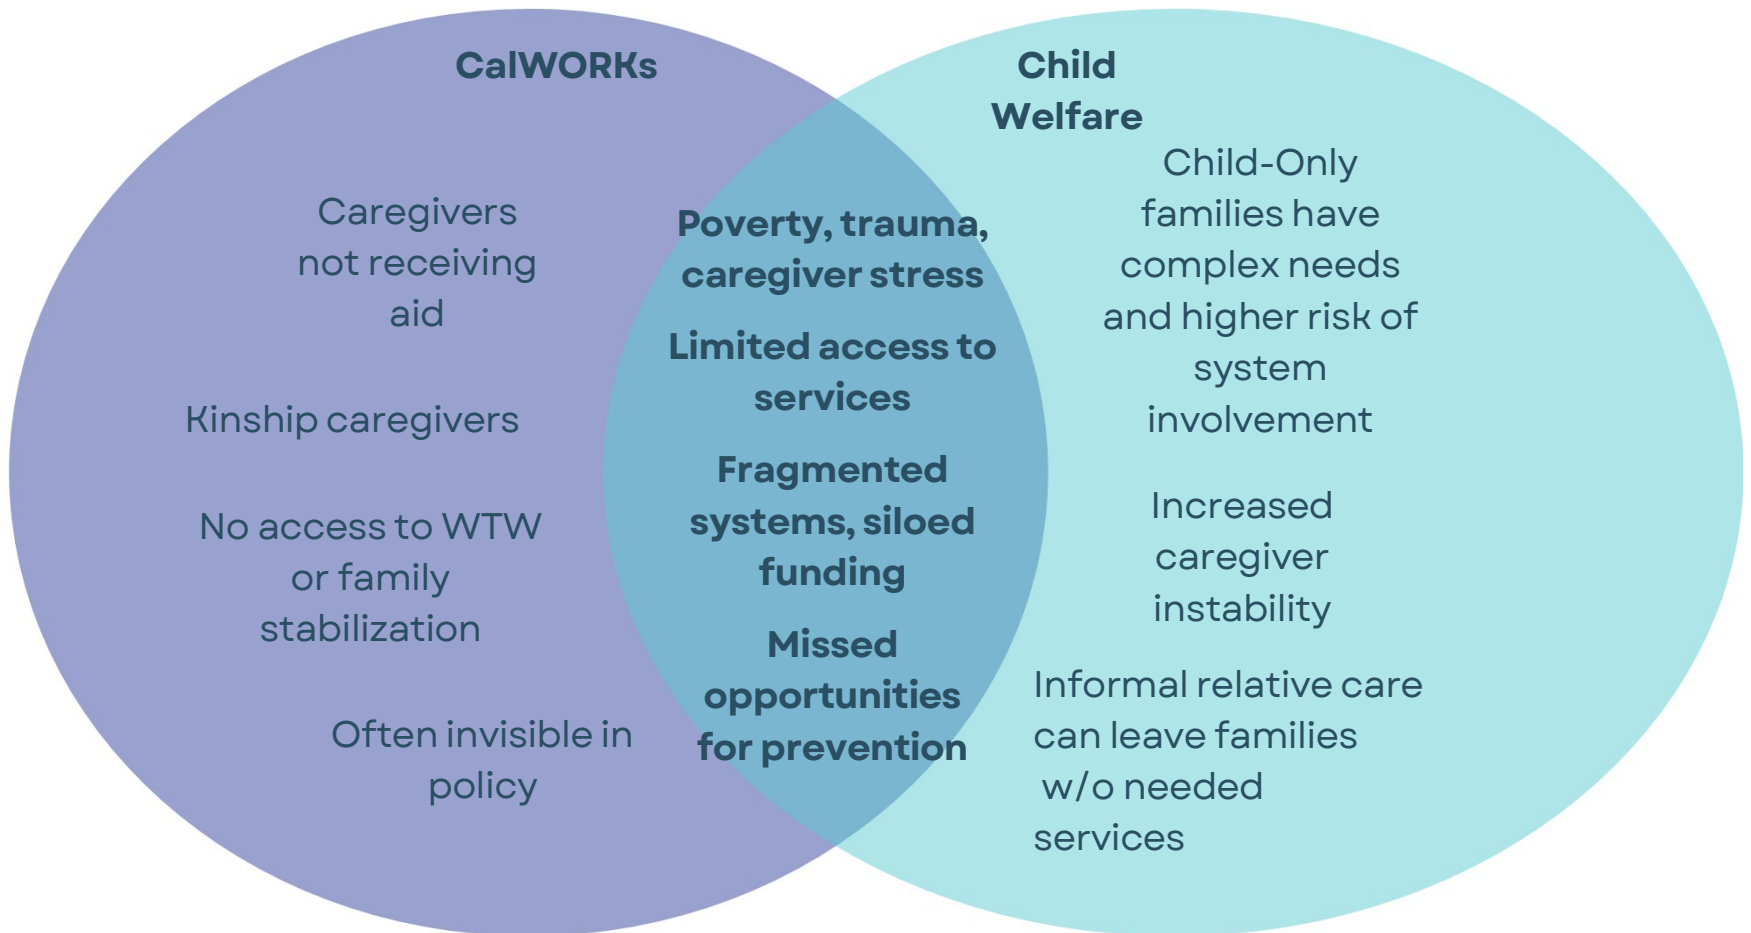 CalWORKs
Caregivers
not receiving
aid
Kinship caregivers
No access to WTW
or family
stabilization
Often invisible in
policy
Poverty, trauma,
caregiver stress
Limited access to
services
Fragmented
systems, siloed
funding
Missed
opportunities
for prevention
Child
Welfare
Child-Only
families have
complex needs
and higher risk of
system
involvement
Increased
caregiver
instability
Informal relative care
can leave families
w/o needed
services